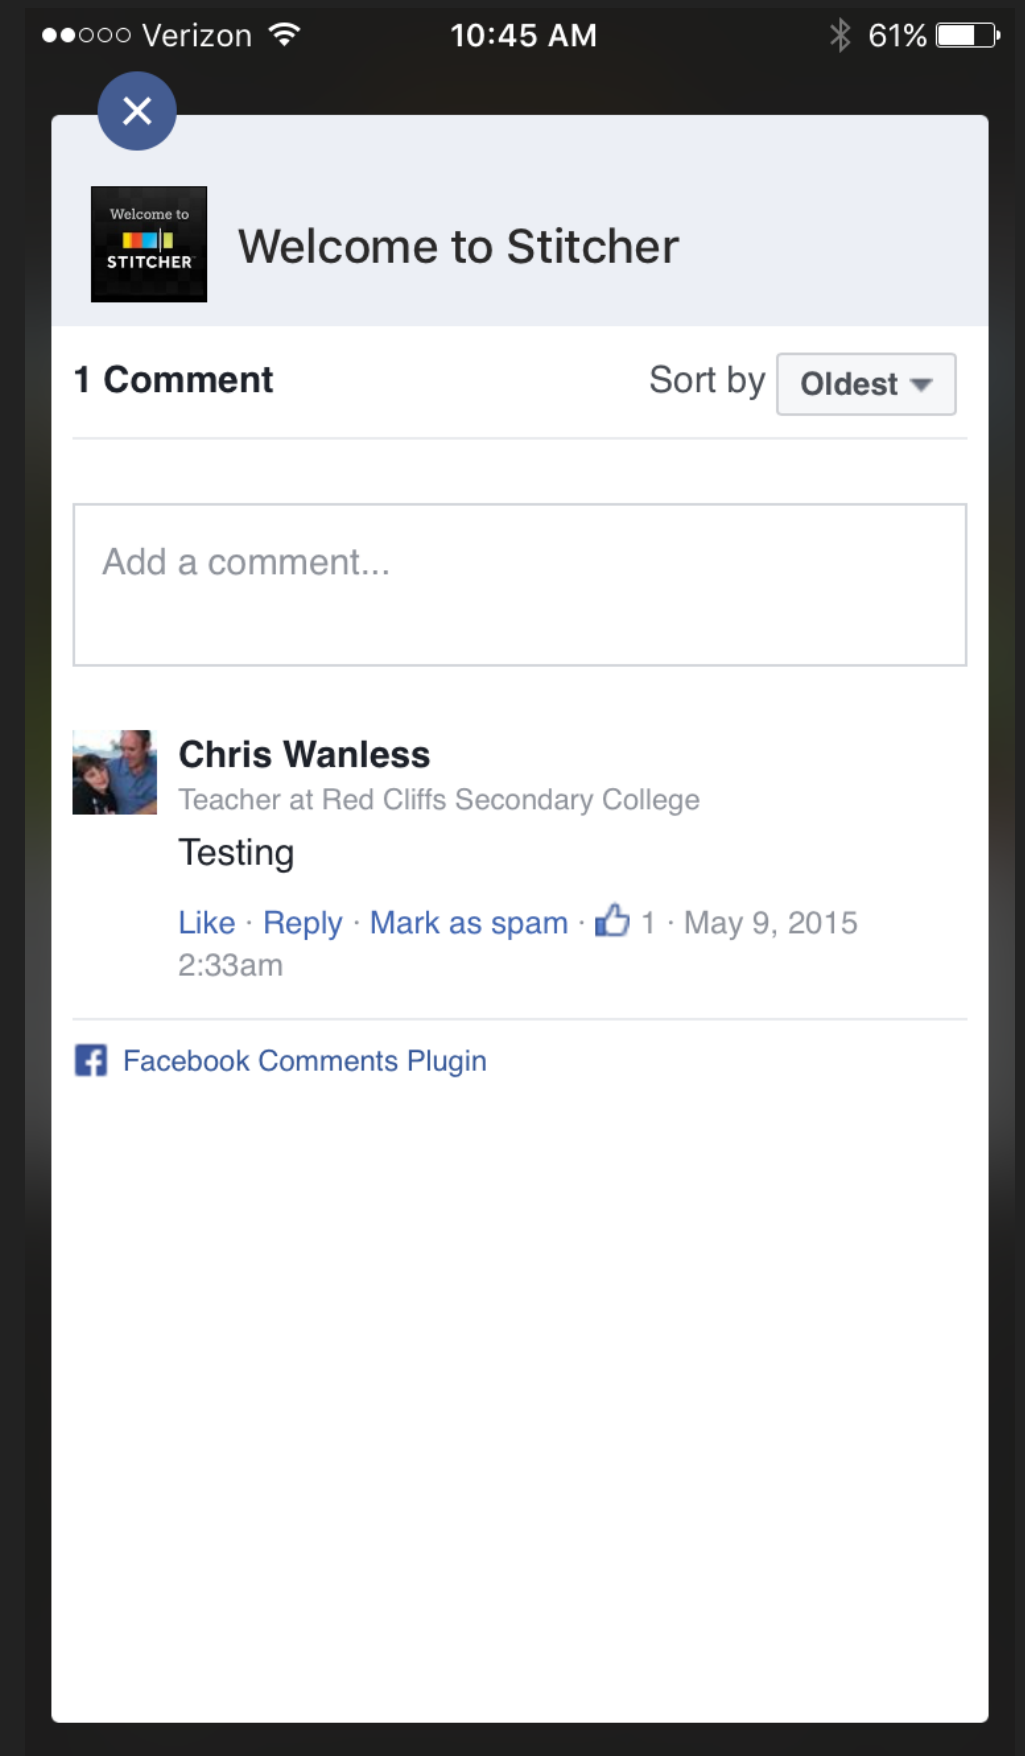 Verizon 10:45 AM 61%
Welcome to
STITCHER
Welcome to Stitcher
1 Comment Sort by Oldest
Add a comment...
Chris Wanless
Teacher at Red Cliffs Secondary College
Testing
Like · Reply · Mark as spam · 1 · May 9, 2015
2:33am
Facebook Comments Plugin